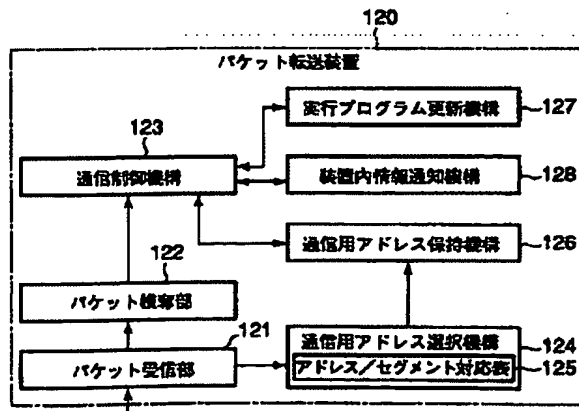 120
パケット転送装置
123
実行プログラム更新機構
127
通信制御機構
装置内情報通知機構
128
通信用アドレス保持機構
126
122
パケット検奪部
121
通信用アドレス選択機構
124
パケット受信部
アドレス／セグメント対応表
125